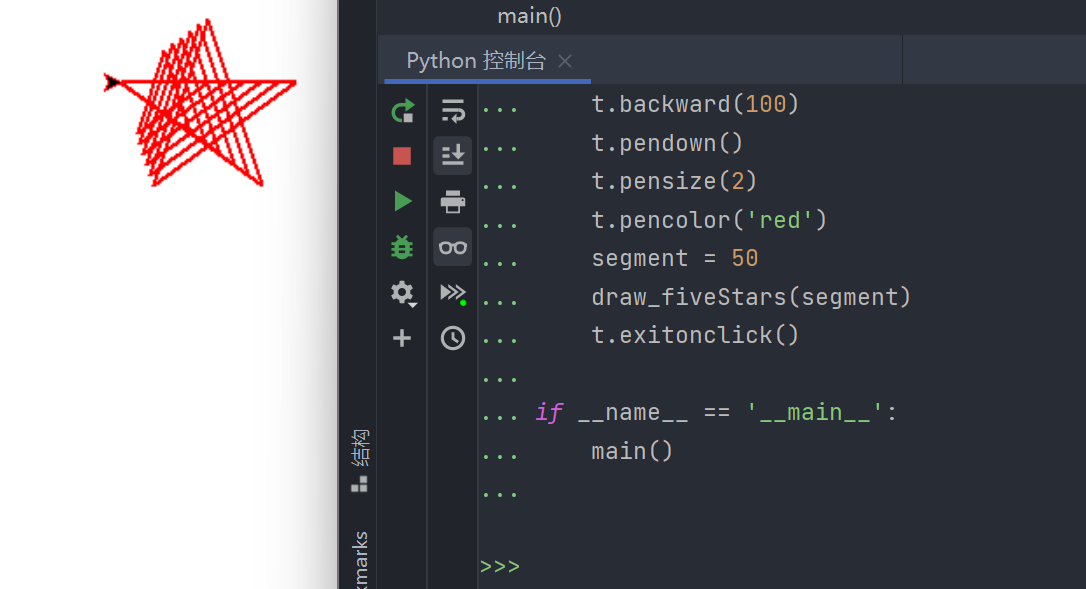 main()
Python 控制台
... t.backward(100)
... t.pendown()
... t.pensize(2)
... t.pencolor('red')
... segment = 50
... draw_fiveStars(segment)
... t.exitonclick()
...
... if __name__ == '__main__':
... main()
...
>>>
结构
kmarks